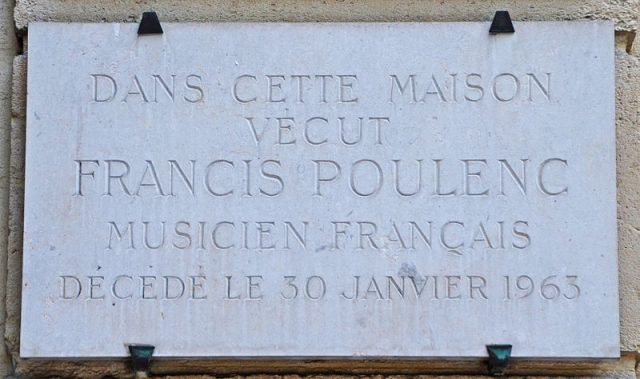 DANS CETTE MAISON
VÉCUT
FRANCIS POULENC
MUSICIEN FRANÇAIS
DÉCÉDÉ LE 30 JANVIER 1963